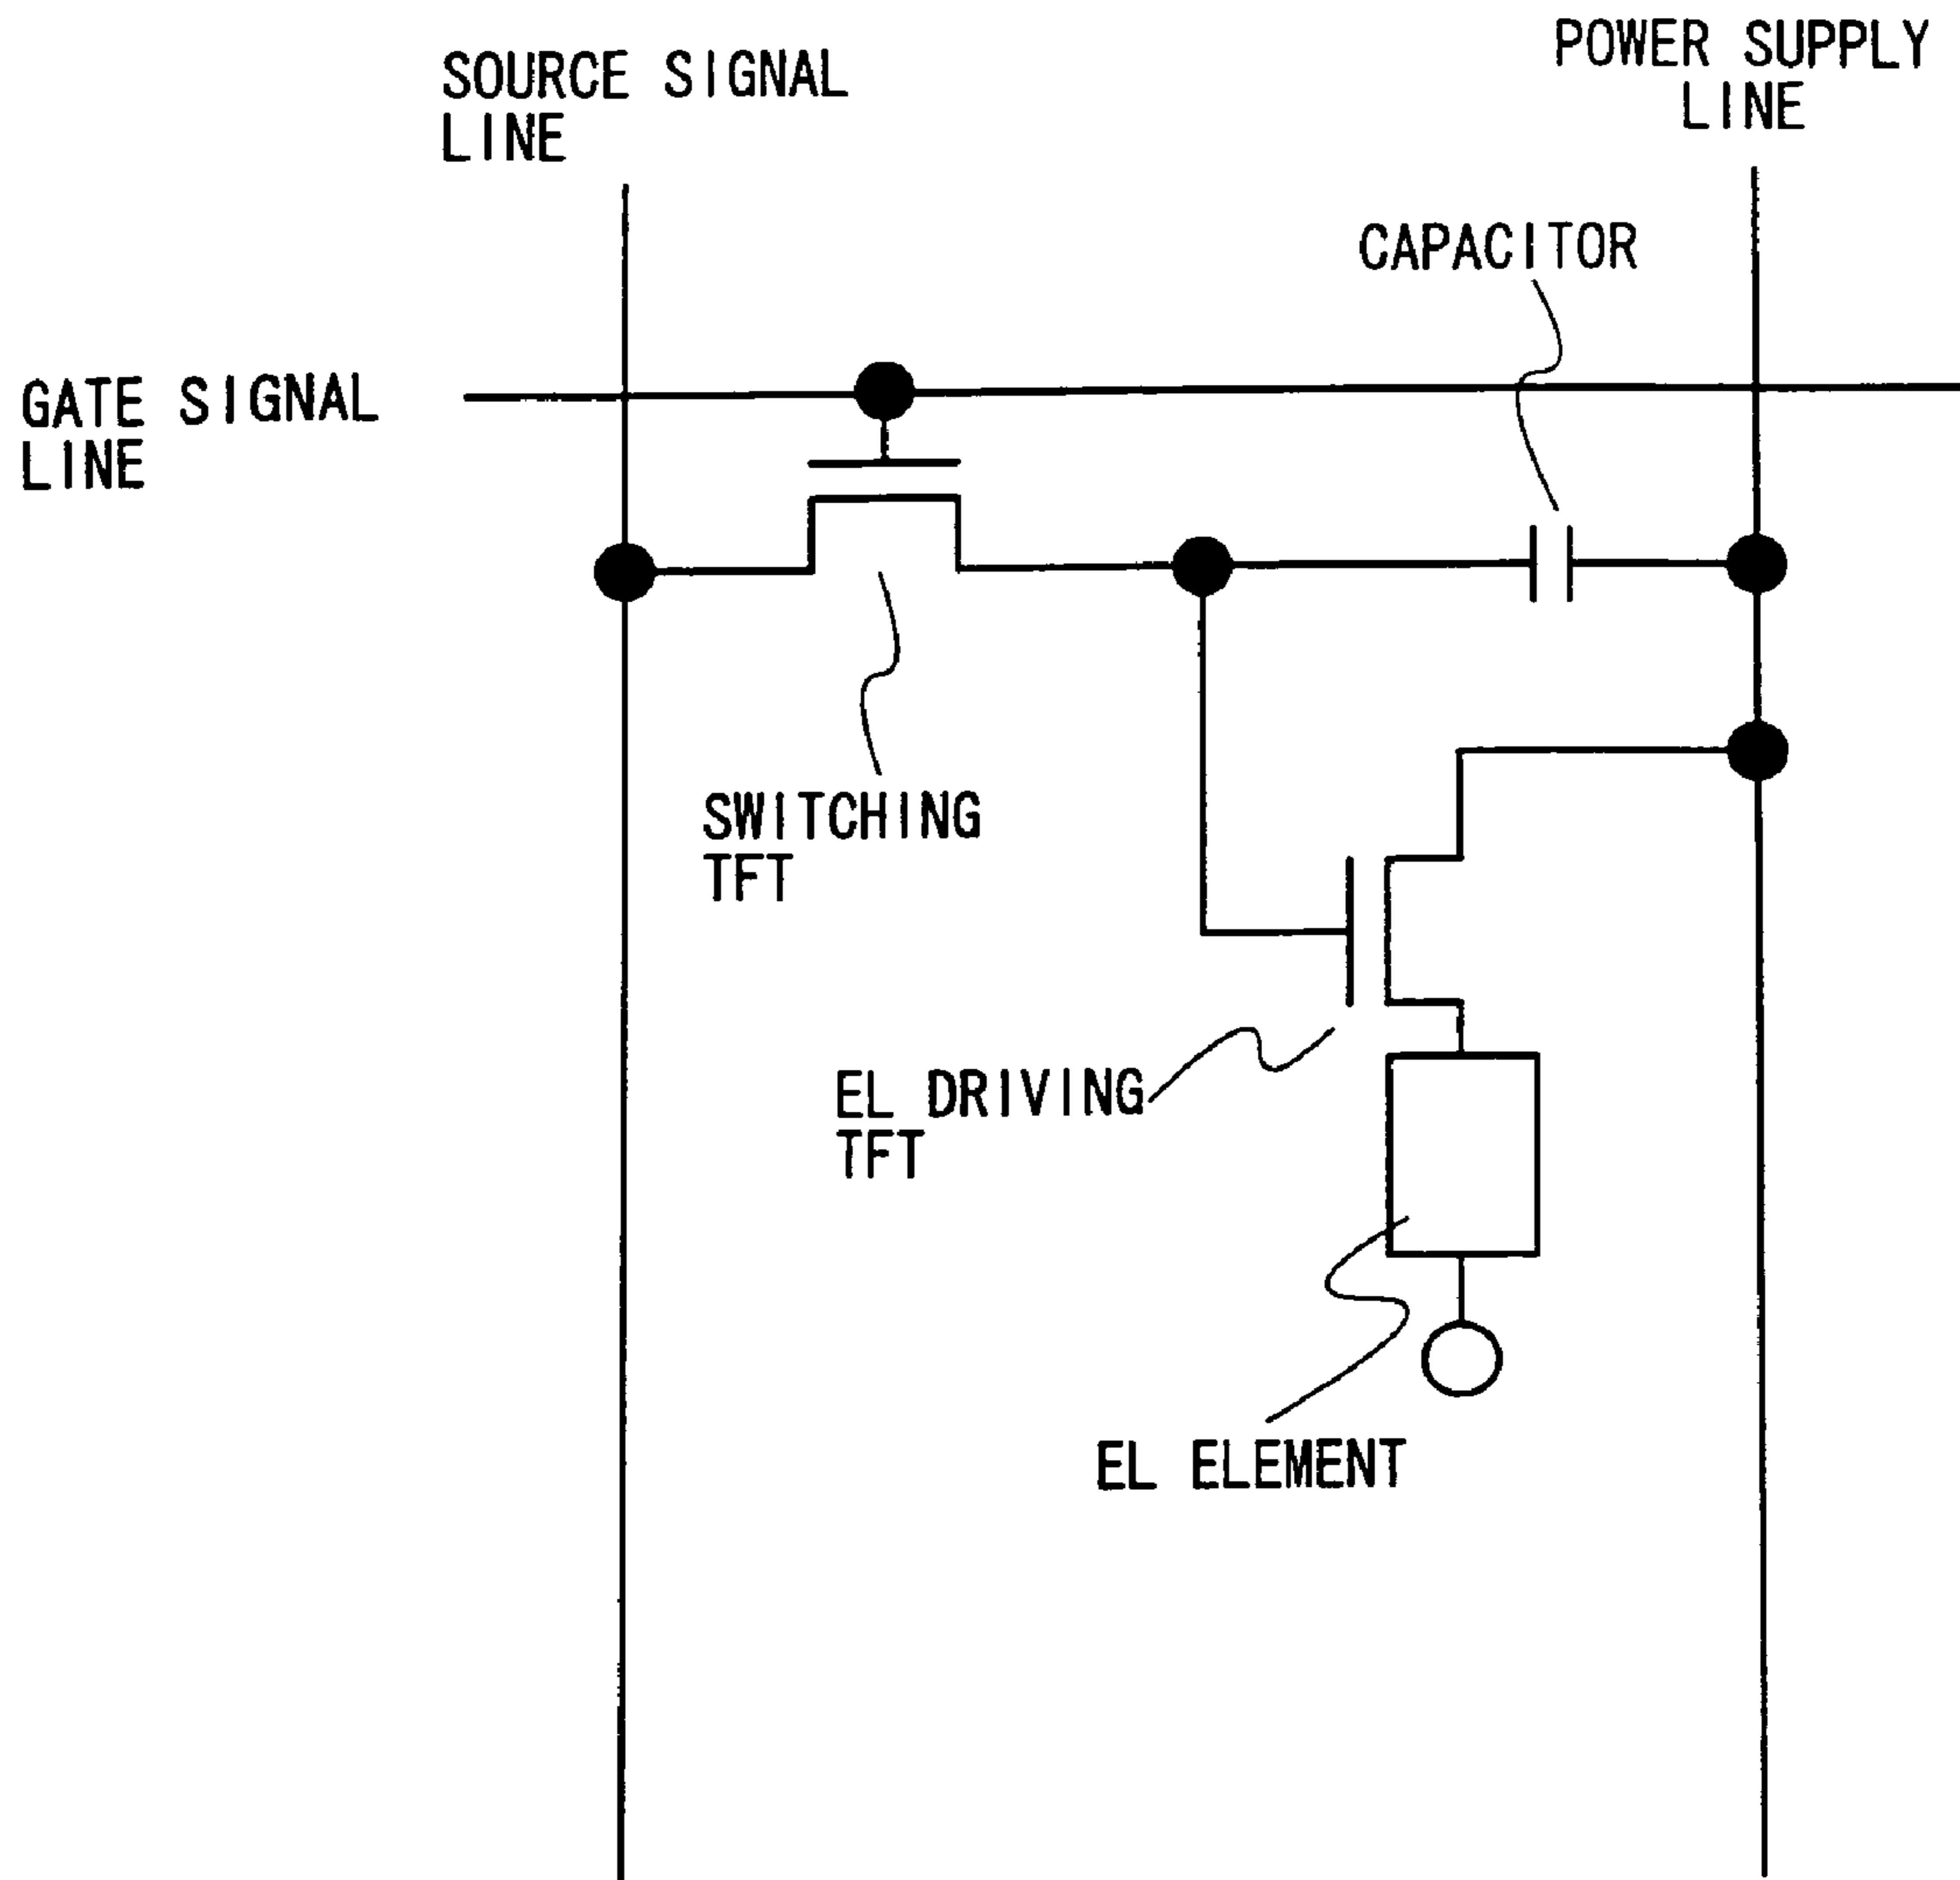 POWER SUPPLY
LINE
SOURCE SIGNAL
LINE
CAPACITOR
GATE SIGNAL
LINE
SWITCHING
TFT
EL DRIVING
TFT
EL ELEMENT